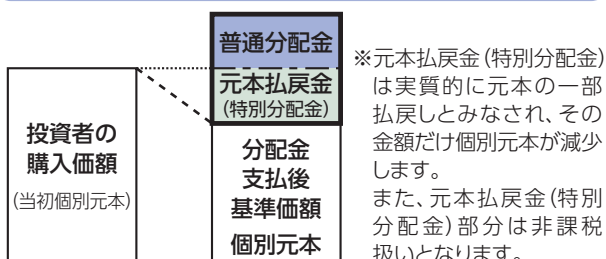 普通分配金
元本払戻金
(特別分配金)
投資者の
購入価額
(当初個別元本)
分配金
支払後
基準価額
個別元本
※元本払戻金(特別分配金)
は実質的に元本の一部
払戻しとみなされ、その
金額だけ個別元本が減少
します。
また、元本払戻金(特別
分配金)部分は非課税
扱いとなります。